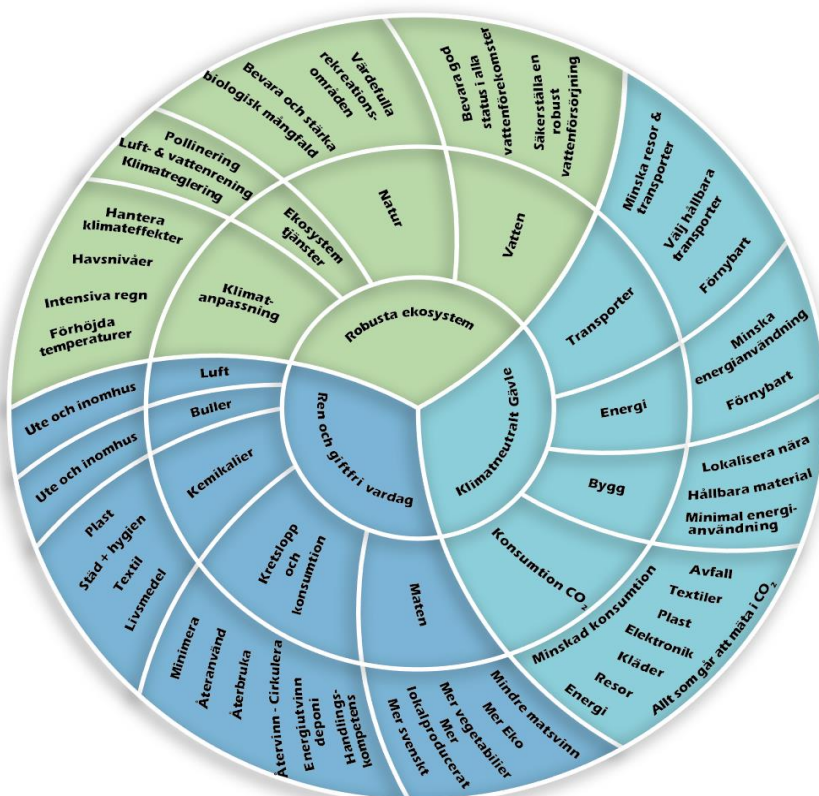 Robusta ekosystem
Klimatneutralt Gävle
Ren och giftfri vardag
Klimat-
anpassning
Ekosystem
tjänster
Natur
Vatten
Transporter
Energi
Bygg
Konsumtion CO₂
Maten
Kretslopp
och
konsumtion
Kemikalier
Buller
Luft
Hantera
klimateffekter
Havsnivåer
Intensiva regn
Förhöjda
temperaturer
Pollinering
Luft- & vattenrening
Klimatreglering
Bevara och stärka
biologisk mångfald
Värdefulla
rekreations-
områden
Bevara god
status i alla
vattenförekomster
Säkerställa en
robust
vattenförsörjning
Minska resor &
transporter
Välj hållbara
transporter
Förnybart
Minska
energianvändning
Förnybart
Lokalisera nära
Hållbara material
Minimal energi-
användning
Minskad konsumtion
Avfall
Textiler
Plast
Elektronik
Kläder
Resor
Energi
Allt som går att mäta i CO₂
Mindre matsvinn
Mer Eko
Mer vegetabilier
Mer
lokalproducerat
Mer svenskt
Minimera
Återanvänd
Återbruka
Återvinn - Cirkulera
Energiutvinn
deponi
Handlings-
kompetens
Plast
Städ + hygien
Textil
Livsmedel
Ute och inomhus
Ute och inomhus